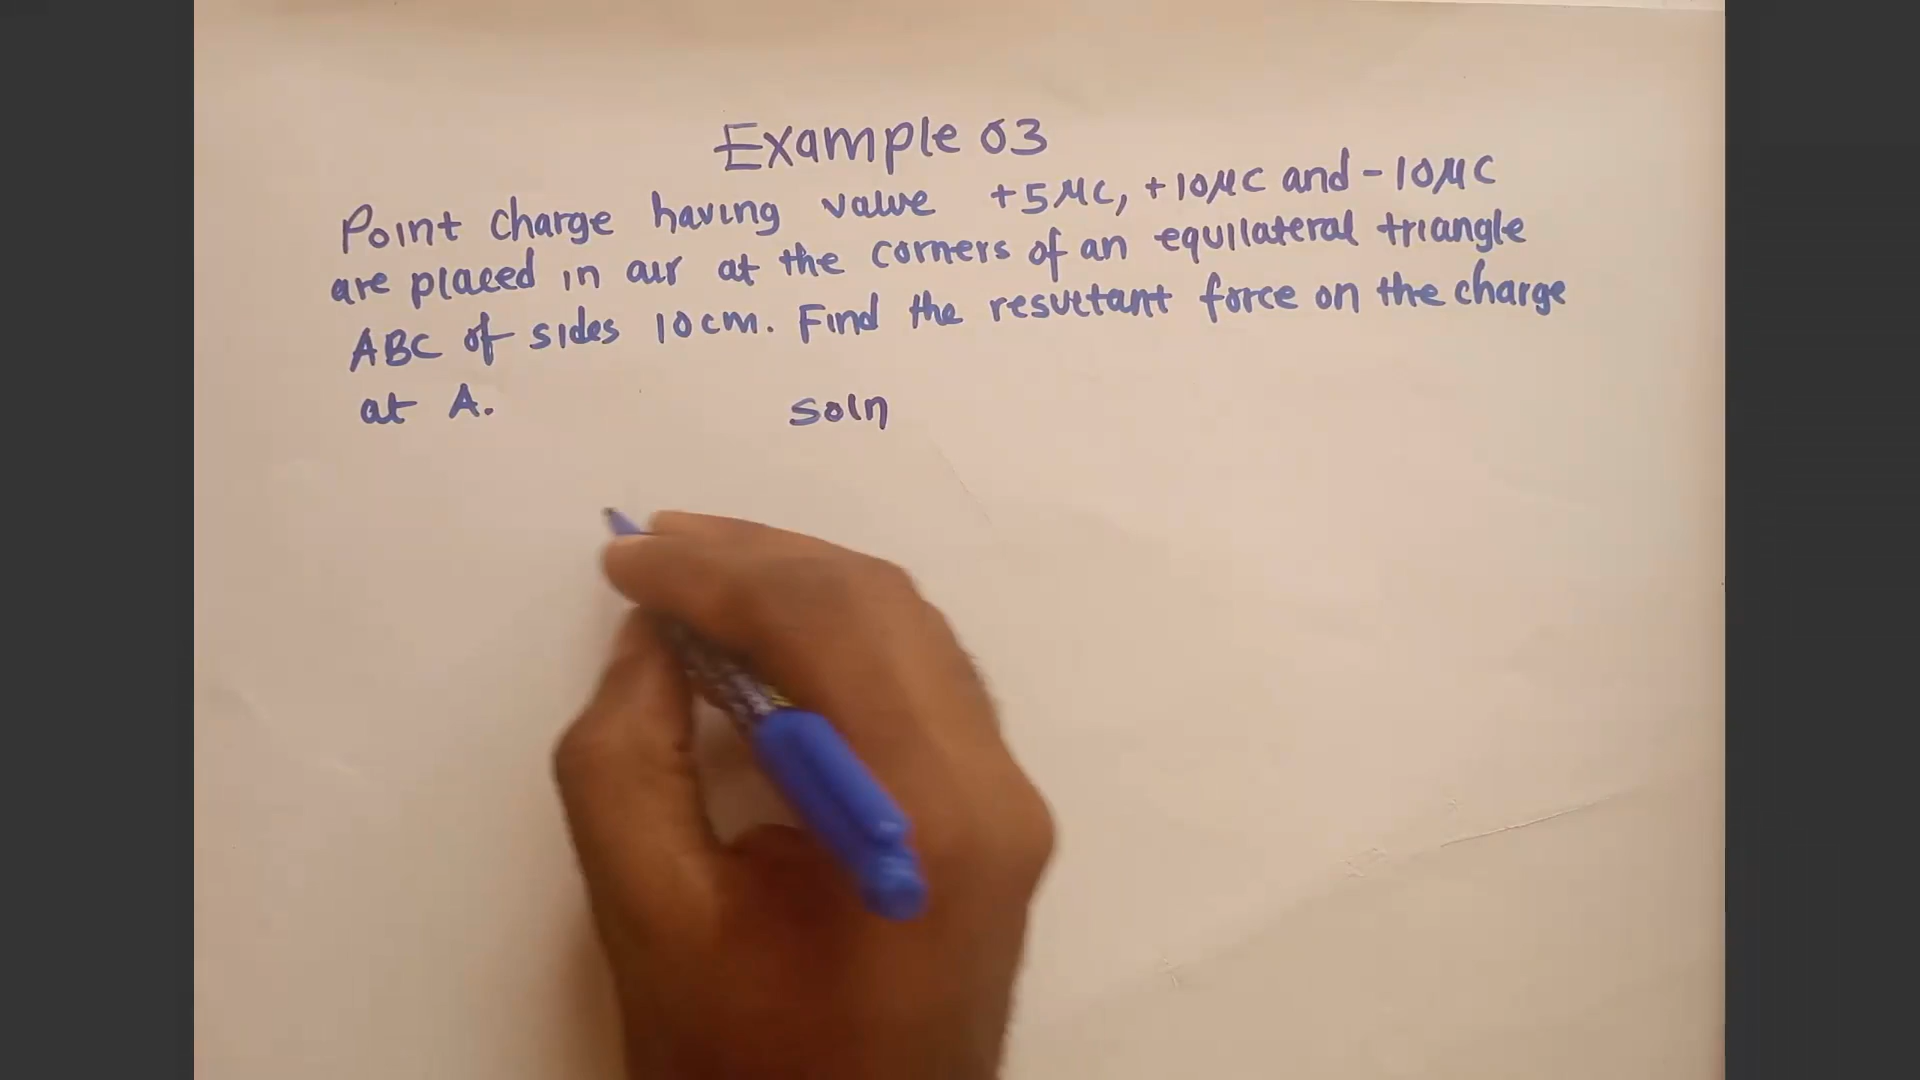 Example 03
Point charge having value +5μC, +10μC and -10μC
are placed in air at the corners of an equilateral triangle
ABC of sides 10cm. Find the resultant force on the charge
at A.
soln